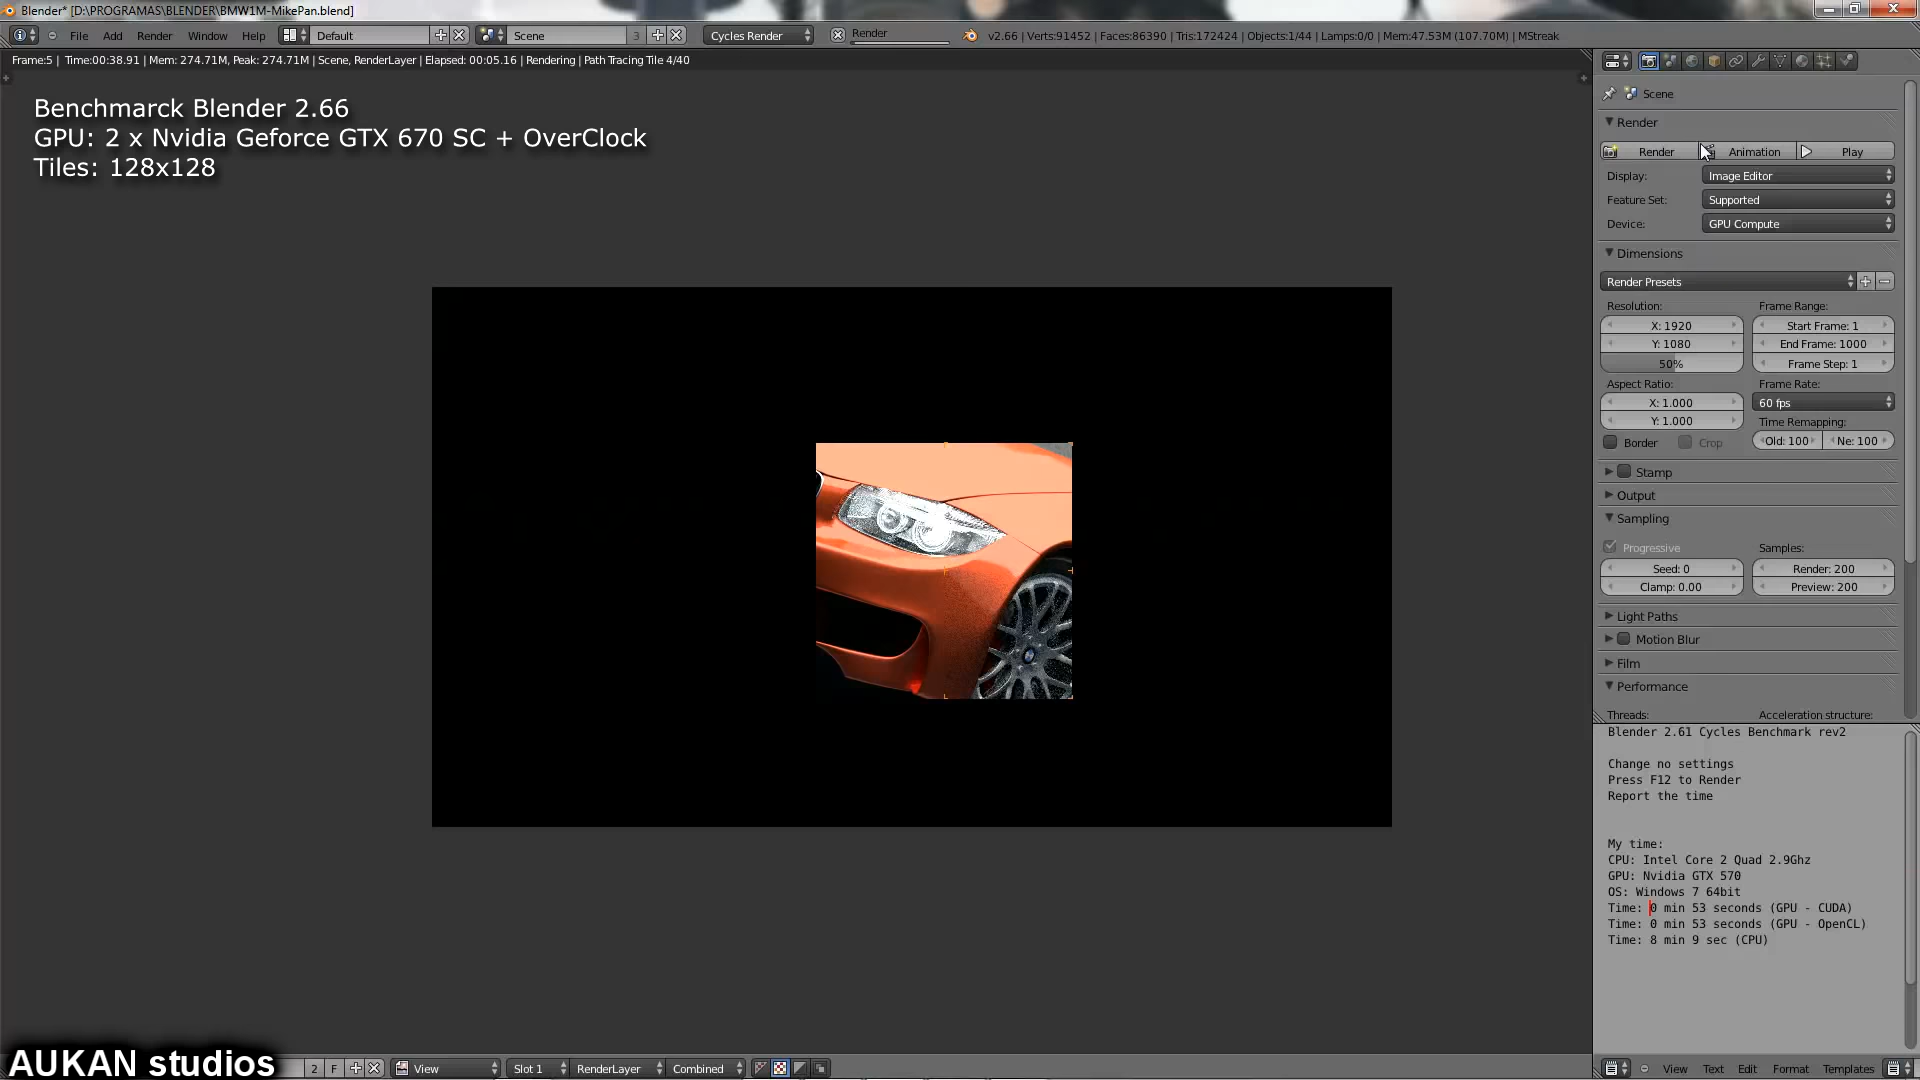 Blender* [D:\PROGRAMAS\BLENDER\BMW1M-MikePan.blend]
File Add Render Window Help Default Scene 3 Cycles Render Render v2.66 | Verts:91452 | Faces:86390 | Tris:172424 | Objects:1/44 | Lamps:0/0 | Mem:47.53M (107.70M) | MStreak
Frame:5 | Time:00:38.91 | Mem: 274.71M, Peak: 274.71M | Scene, RenderLayer | Elapsed: 00:05.16 | Rendering | Path Tracing Tile 4/40
Benchmarck Blender 2.66
GPU: 2 x Nvidia Geforce GTX 670 SC + OverClock
Tiles: 128x128
Scene
Render
Render Animation Play
Display: Image Editor
Feature Set: Supported
Device: GPU Compute
Dimensions
Render Presets
Resolution: Frame Range:
X: 1920 Start Frame: 1
Y: 1080 End Frame: 1000
50% Frame Step: 1
Aspect Ratio: Frame Rate:
X: 1.000 60 fps
Y: 1.000 Time Remapping:
Border Crop Old: 100 Ne: 100
Stamp
Output
Sampling
Progressive Samples:
Seed: 0 Render: 200
Clamp: 0.00 Preview: 200
Light Paths
Motion Blur
Film
Performance
Threads: Acceleration structure:
Blender 2.61 Cycles Benchmark rev2
Change no settings
Press F12 to Render
Report the time
My time:
CPU: Intel Core 2 Quad 2.9Ghz
GPU: Nvidia GTX 570
OS: Windows 7 64bit
Time: 0 min 53 seconds (GPU - CUDA)
Time: 0 min 53 seconds (GPU - OpenCL)
Time: 8 min 9 sec (CPU)
AUKAN studios
2 F View Slot 1 RenderLayer Combined
View Text Edit Format Templates